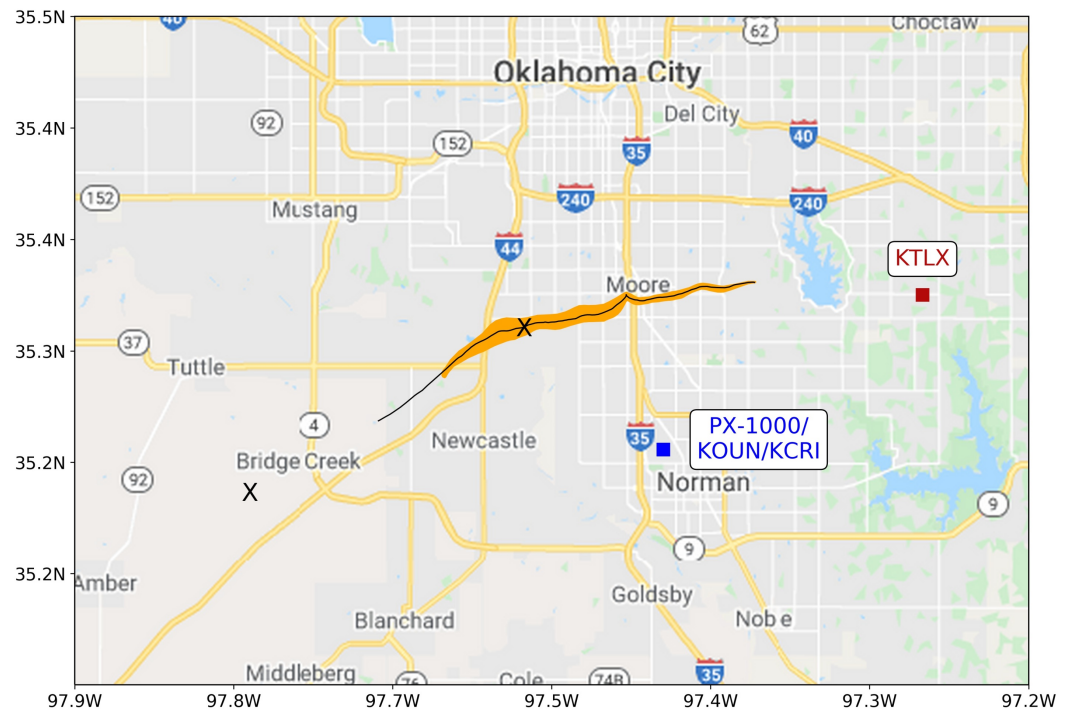 35.5N
40
62
Choctaw
Oklahoma City
Del City
35.4N
92
40
152
35
152
240
240
Mustang
35.4N
44
KTLX
Moore
35.3N
37
Tuttle
X
4
PX-1000/
KOUN/KCRI
35
Newcastle
35.2N
Bridge Creek
92
X
Norman
9
9
35.2N
Amber
Goldsby
Blanchard
Nob e
Middleberg
76
Cole
74B
35
97.9W
97.8W
97.7W
97.5W
97.4W
97.3W
97.2W